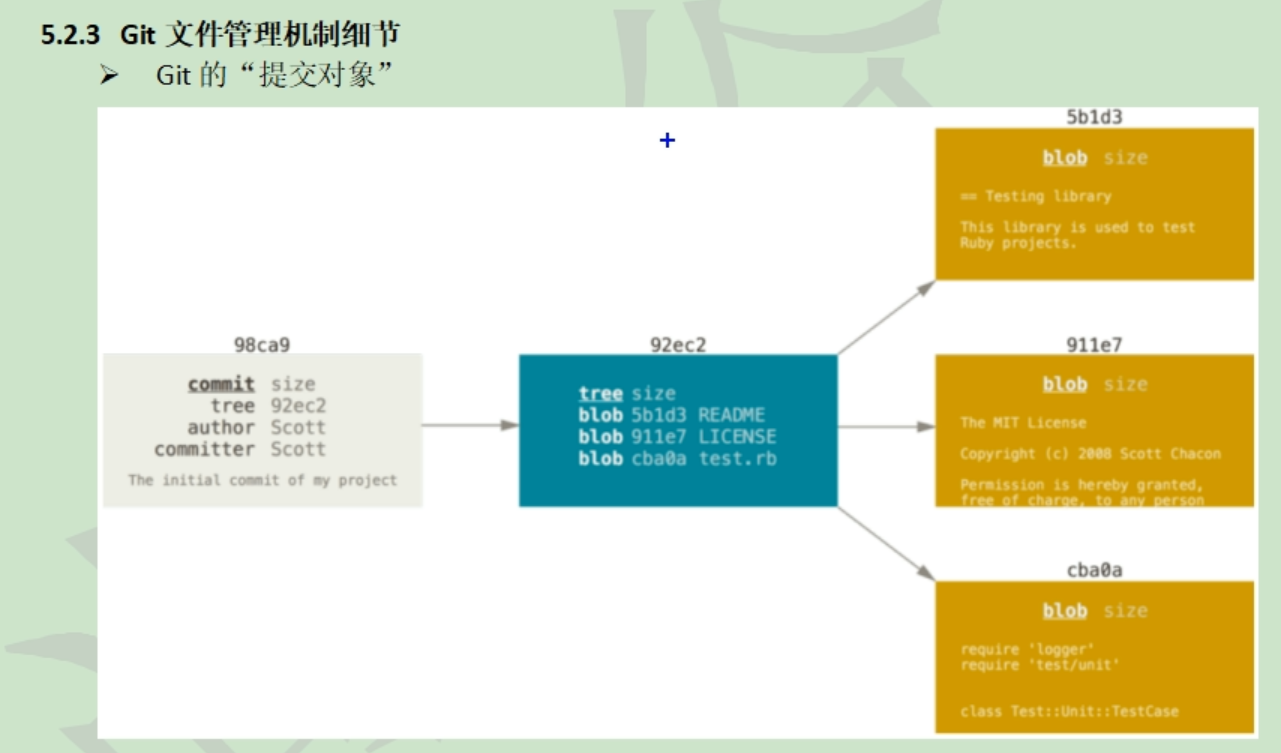 5.2.3 Git 文件管理机制细节
➢ Git 的“提交对象”
5b1d3
blob size
== Testing library
This library is used to test
Ruby projects.
98ca9
commit size
tree 92ec2
author Scott
committer Scott
The initial commit of my project
92ec2
tree size
blob 5b1d3 README
blob 911e7 LICENSE
blob cba0a test.rb
911e7
blob size
The MIT License
Copyright (c) 2008 Scott Chacon
Permission is hereby granted,
free of charge, to any person
cba0a
blob size
require 'logger'
require 'test/unit'
class Test::Unit::TestCase